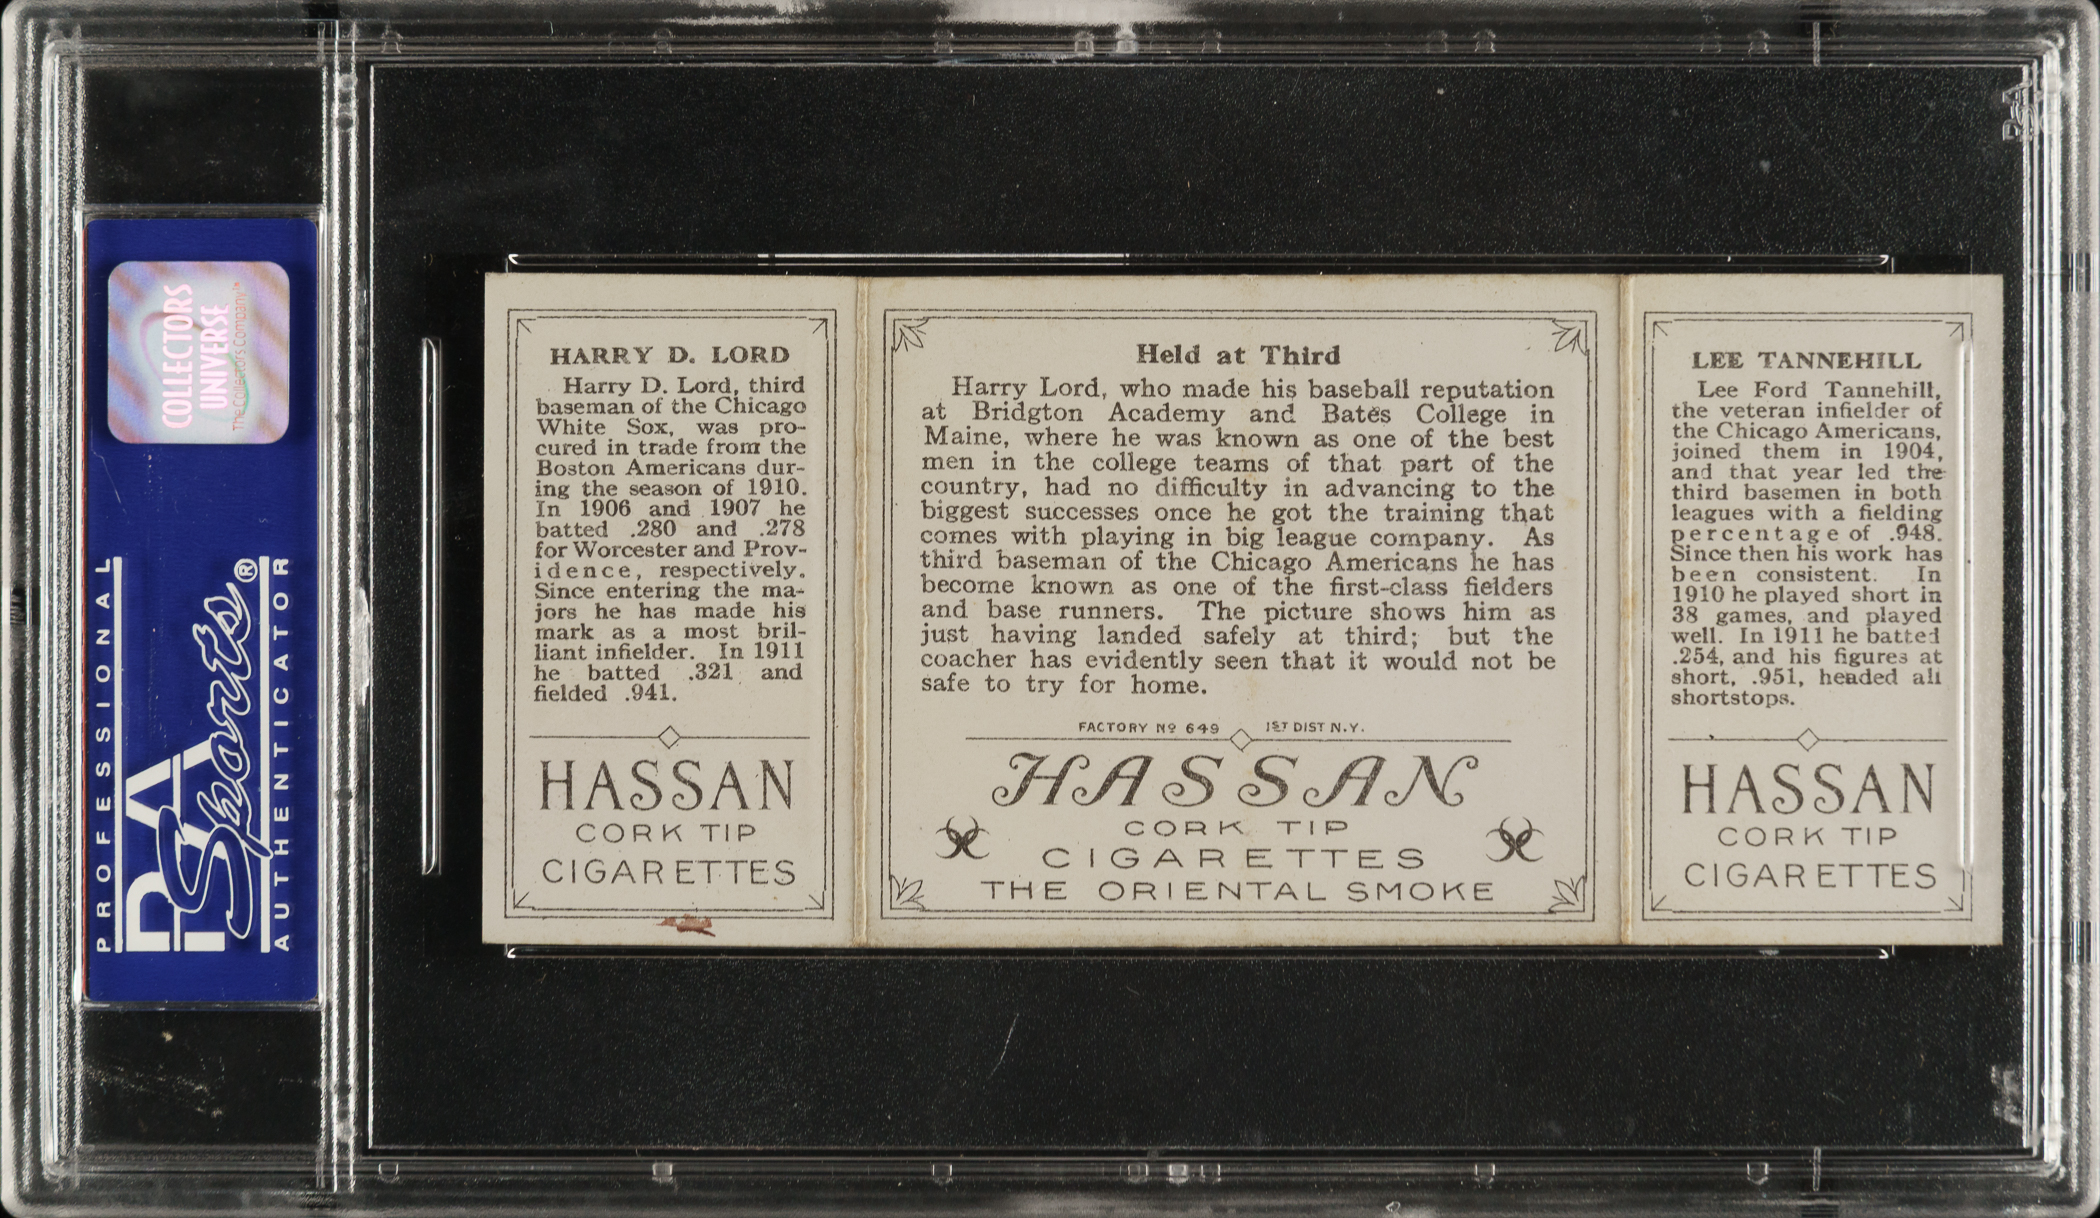 COLLECTORS
UNIVERSE
The Collectors Company™
PROFESSIONAL
PSA
Sports®
AUTHENTICATOR
HARRY D. LORD
Harry D. Lord, third
baseman of the Chicago
White Sox, was pro-
cured in trade from the
Boston Americans dur-
ing the season of 1910.
In 1906 and 1907 he
batted .280 and .278
for Worcester and Prov-
idence, respectively.
Since entering the ma-
jors he has made his
mark as a most bril-
liant infielder. In 1911
he batted .321 and
fielded .941.
HASSAN
CORK TIP
CIGARETTES
Held at Third
Harry Lord, who made his baseball reputation
at Bridgton Academy and Bates College in
Maine, where he was known as one of the best
men in the college teams of that part of the
country, had no difficulty in advancing to the
biggest successes once he got the training that
comes with playing in big league company. As
third baseman of the Chicago Americans he has
become known as one of the first-class fielders
and base runners. The picture shows him as
just having landed safely at third; but the
coacher has evidently seen that it would not be
safe to try for home.
FACTORY Nº 649 1ST DIST N.Y.
HASSAN
CORK TIP
CIGARETTES
THE ORIENTAL SMOKE
LEE TANNEHILL
Lee Ford Tannehill,
the veteran infielder of
the Chicago Americans,
joined them in 1904,
and that year led the
third basemen in both
leagues with a fielding
percentage of .948.
Since then his work has
been consistent. In
1910 he played short in
38 games, and played
well. In 1911 he batted
.254, and his figures at
short, .951, headed all
shortstops.
HASSAN
CORK TIP
CIGARETTES
PSA